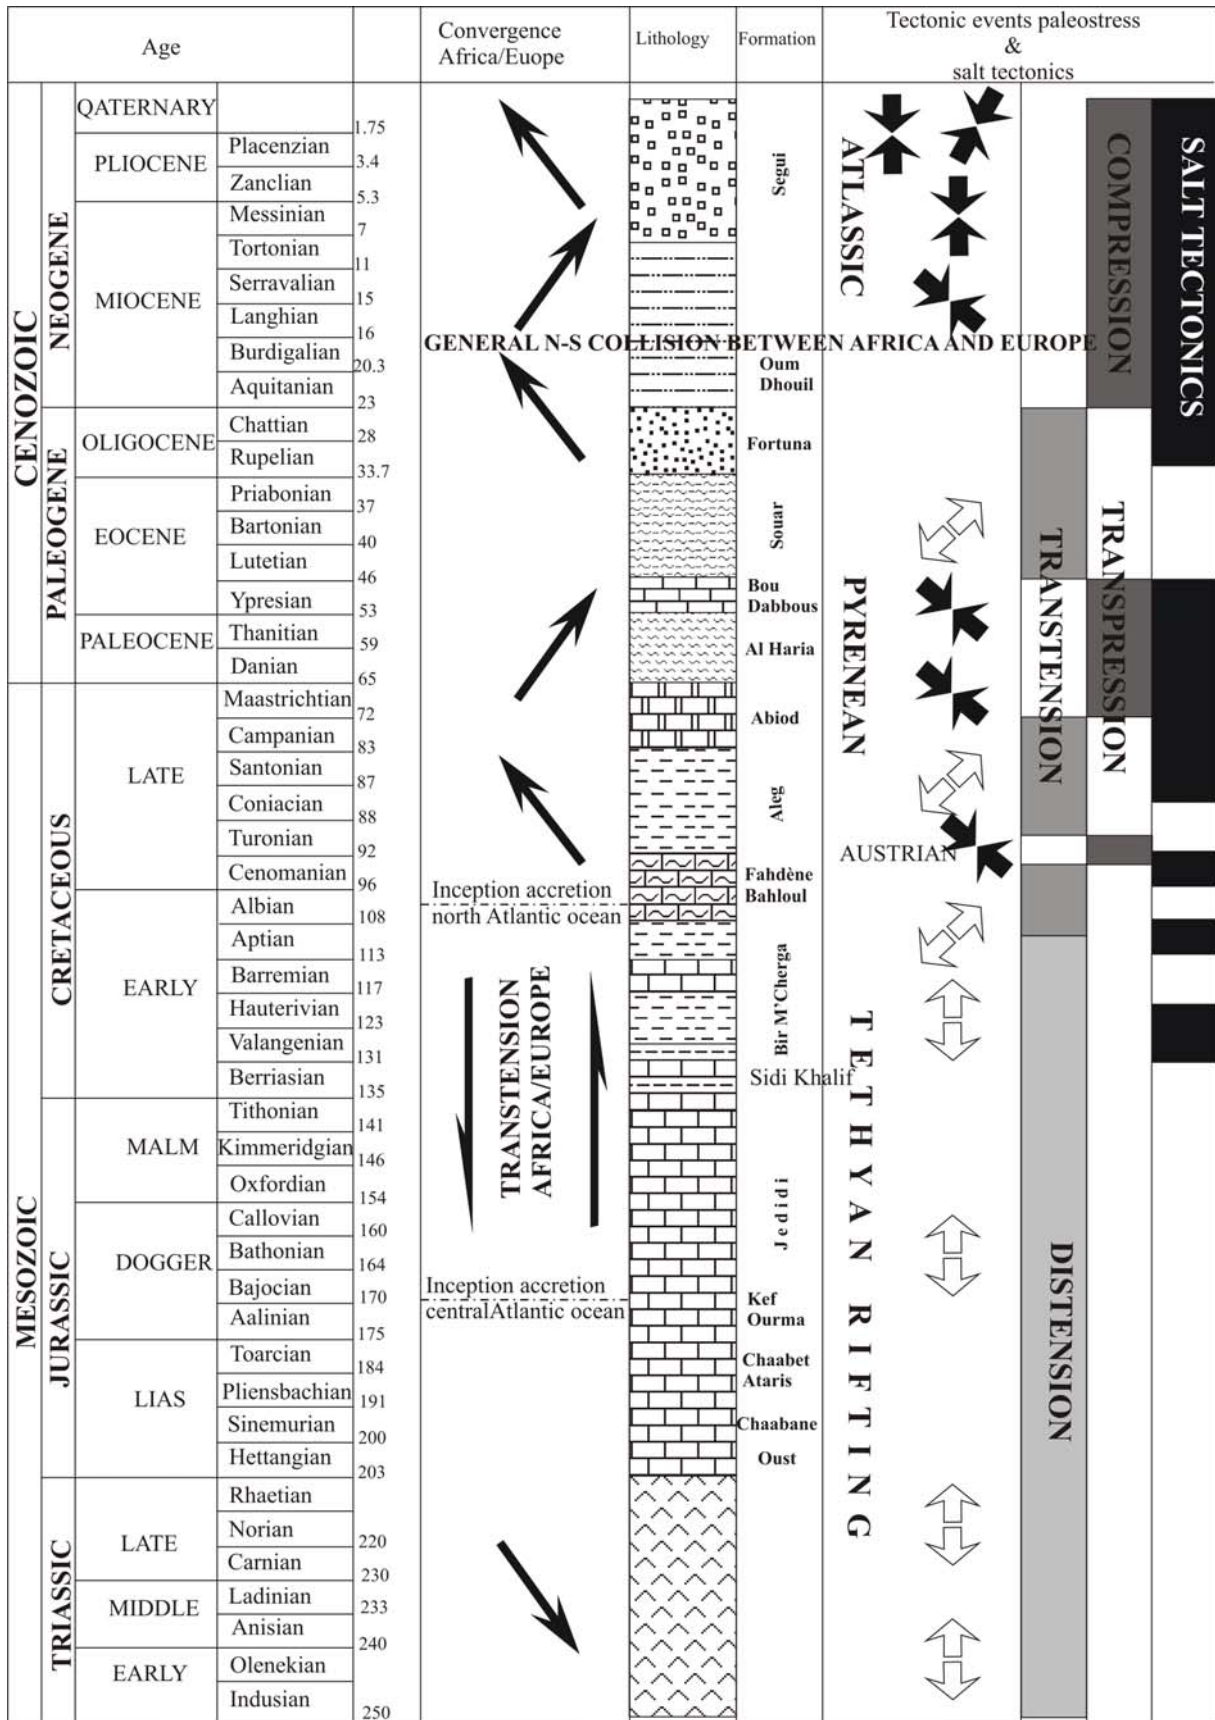 Age
Convergence
Africa/Euope
Lithology
Formation
Tectonic events paleostress
&
salt tectonics
CENOZOIC
MESOZOIC
NEOGENE
PALEOGENE
CRETACEOUS
JURASSIC
TRIASSIC
QATERNARY
1.75
PLIOCENE
Placenzian
3.4
Zanclian
5.3
MIOCENE
Messinian
7
Tortonian
11
Serravalian
15
Langhian
16
Burdigalian
20.3
Aquitanian
23
OLIGOCENE
Chattian
28
Rupelian
33.7
EOCENE
Priabonian
37
Bartonian
40
Lutetian
46
Ypresian
53
PALEOCENE
Thanitian
59
Danian
65
LATE
Maastrichtian
72
Campanian
83
Santonian
87
Coniacian
88
Turonian
92
Cenomanian
96
EARLY
Albian
108
Aptian
113
Barremian
117
Hauterivian
123
Valangenian
131
Berriasian
135
MALM
Tithonian
141
Kimmeridgian
146
Oxfordian
154
DOGGER
Callovian
160
Bathonian
164
Bajocian
170
Aalinian
175
LIAS
Toarcian
184
Pliensbachian
191
Sinemurian
200
Hettangian
203
LATE
Rhaetian
Norian
220
Carnian
230
MIDDLE
Ladinian
233
Anisian
240
EARLY
Olenekian
Indusian
250
GENERAL N-S COLLISION BETWEEN AFRICA AND EUROPE
Inception accretion
north Atlantic ocean
TRANSTENSION
AFRICA/EUROPE
Inception accretion
centralAtlantic ocean
Segui
Oum
Dhouil
Fortuna
Souar
Bou
Dabbous
Al Haria
Abiod
Aleg
Fahdène
Bahloul
Bir M'Cherga
Sidi Khalif
Jedidi
Kef
Ourma
Chaabet
Ataris
Chaabane
Oust
ATLASSIC
PYRENEAN
AUSTRIAN
TETHYAN RIFTING
TRANSTENSION
DISTENSION
COMPRESSION
TRANSPRESSION
SALT TECTONICS